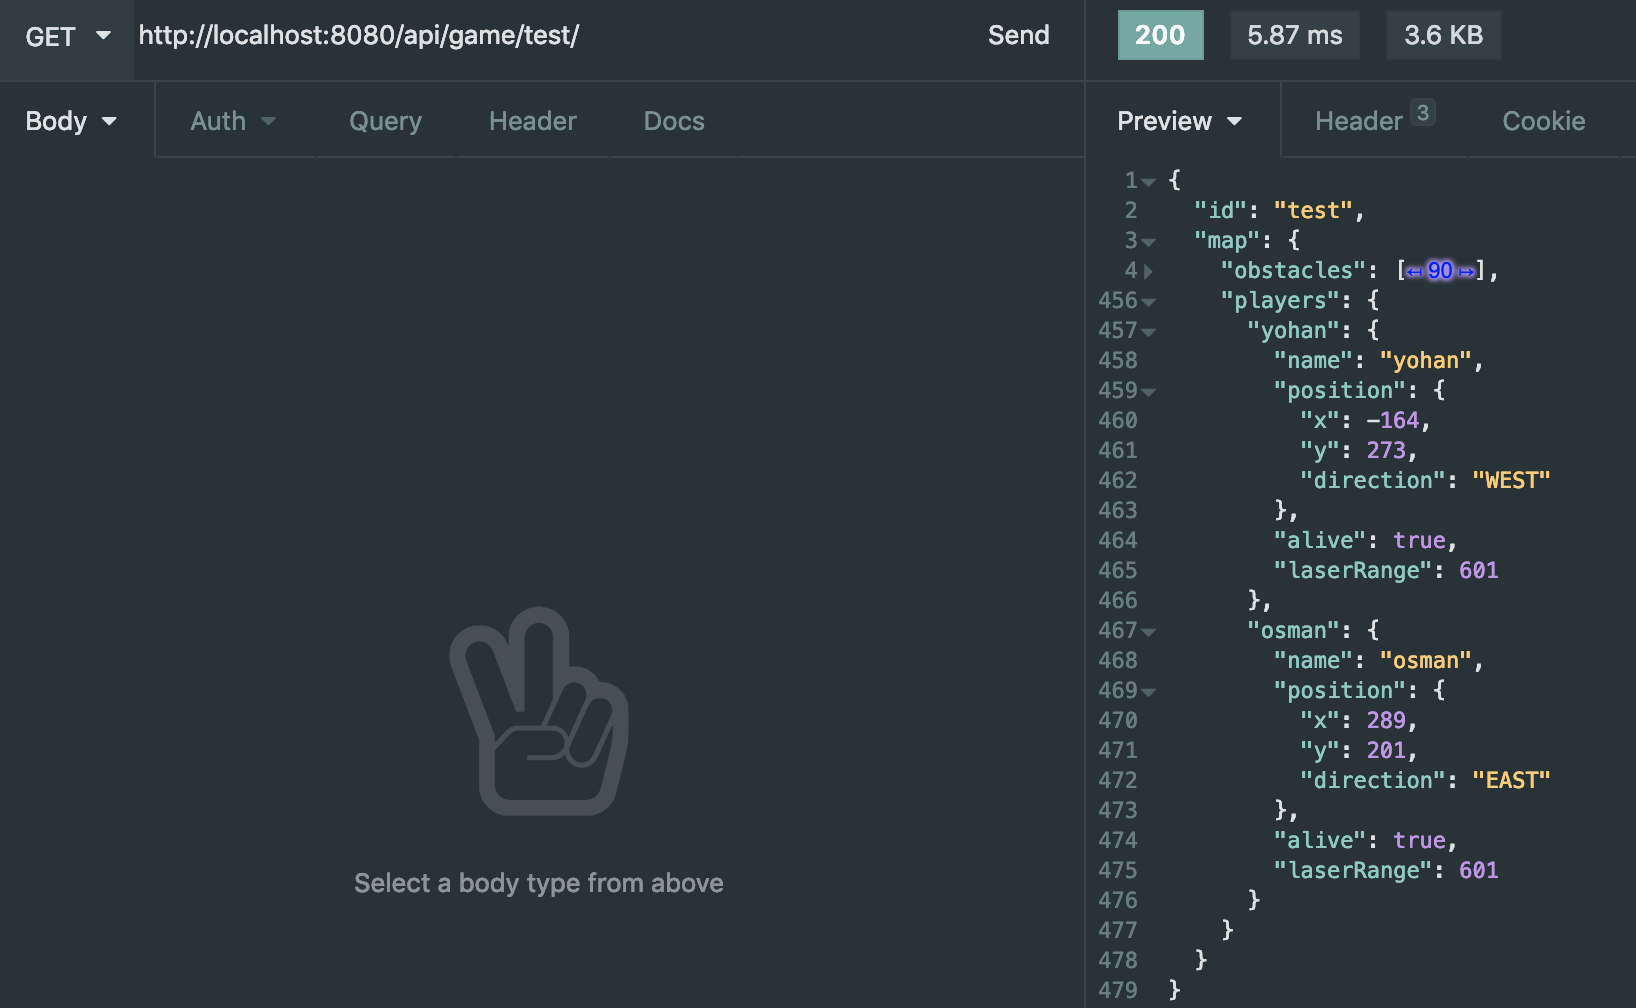 GET http://localhost:8080/api/game/test/ Send
Body Auth Query Header Docs
Select a body type from above
200 5.87 ms 3.6 KB
Preview Header 3 Cookie
1 {
2 "id": "test",
3 "map": {
4 "obstacles": [↤90↦],
456 "players": {
457 "yohan": {
458 "name": "yohan",
459 "position": {
460 "x": -164,
461 "y": 273,
462 "direction": "WEST"
463 },
464 "alive": true,
465 "laserRange": 601
466 },
467 "osman": {
468 "name": "osman",
469 "position": {
470 "x": 289,
471 "y": 201,
472 "direction": "EAST"
473 },
474 "alive": true,
475 "laserRange": 601
476 }
477 }
478 }
479 }